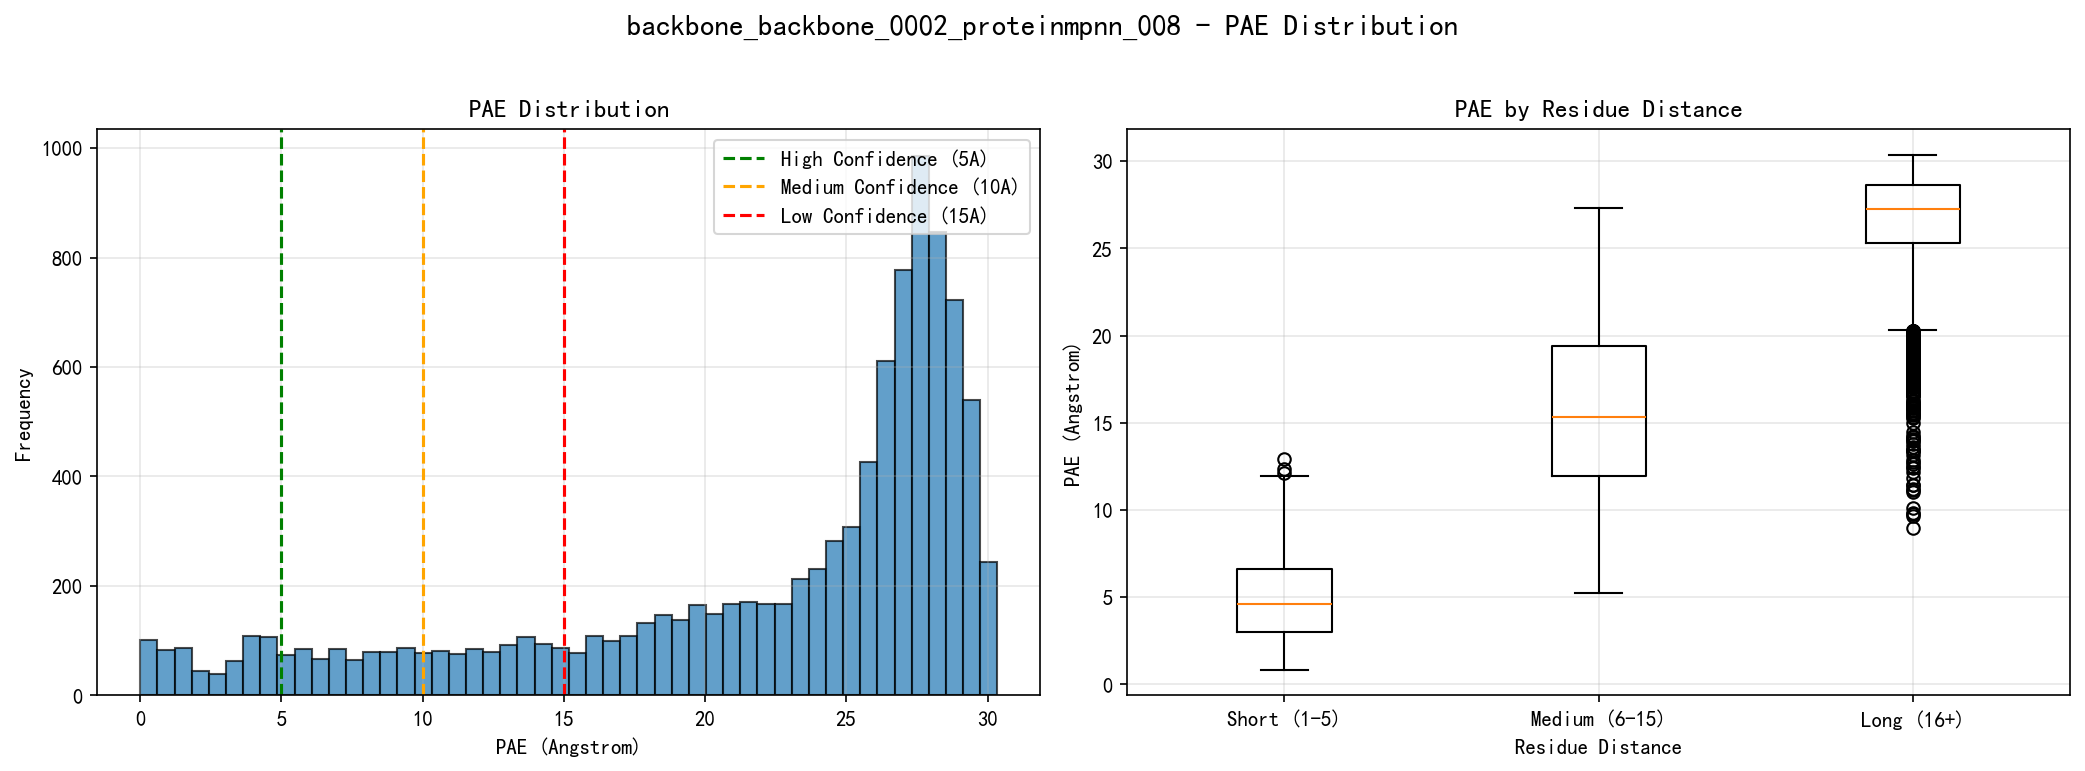 backbone_backbone_0002_proteinmpnn_008 - PAE Distribution
PAE Distribution
1000
800
600
400
200
0
Frequency
0 5 10 15 20 25 30
PAE (Angstrom)
High Confidence (5A)
Medium Confidence (10A)
Low Confidence (15A)
PAE by Residue Distance
30
25
20
15
10
5
0
PAE (Angstrom)
Short (1-5) Medium (6-15) Long (16+)
Residue Distance